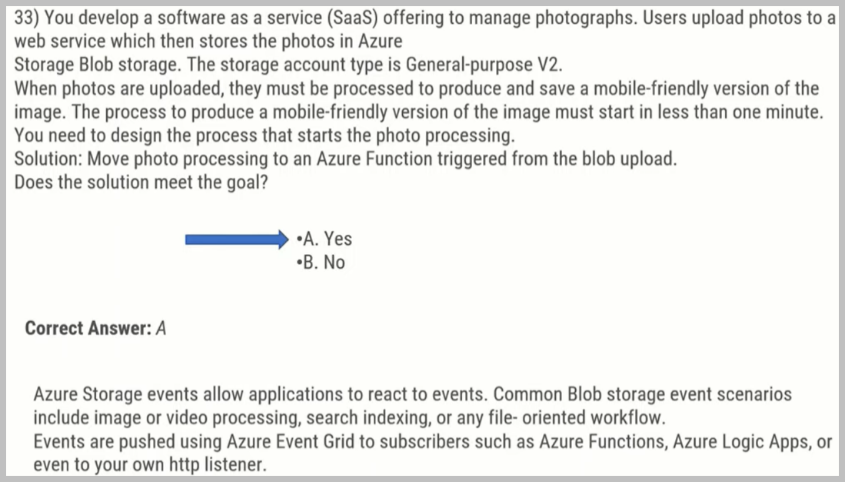 33) You develop a software as a service (SaaS) offering to manage photographs. Users upload photos to a
web service which then stores the photos in Azure
Storage Blob storage. The storage account type is General-purpose V2.
When photos are uploaded, they must be processed to produce and save a mobile-friendly version of the
image. The process to produce a mobile-friendly version of the image must start in less than one minute.
You need to design the process that starts the photo processing.
Solution: Move photo processing to an Azure Function triggered from the blob upload.
Does the solution meet the goal?
•A. Yes
•B. No
Correct Answer: A
Azure Storage events allow applications to react to events. Common Blob storage event scenarios
include image or video processing, search indexing, or any file- oriented workflow.
Events are pushed using Azure Event Grid to subscribers such as Azure Functions, Azure Logic Apps, or
even to your own http listener.